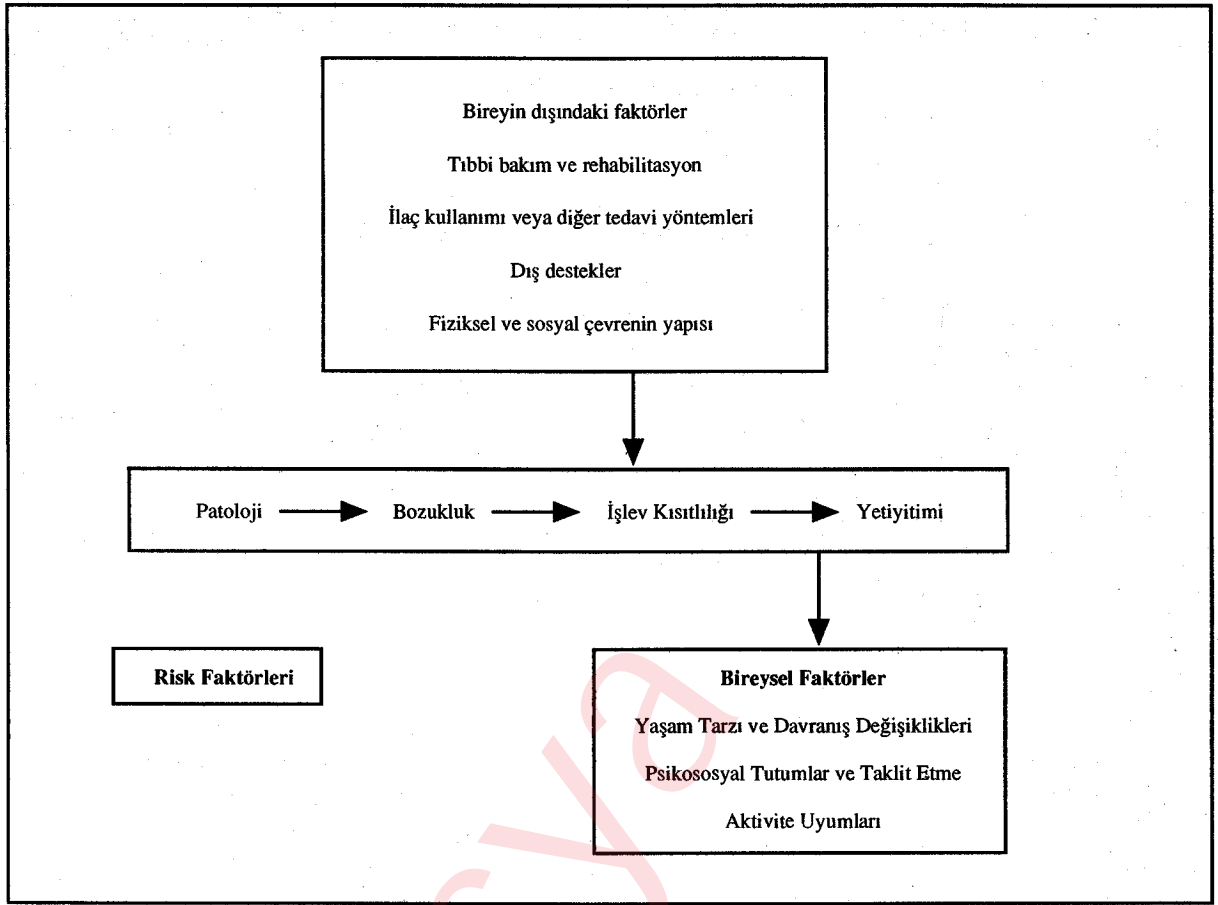 Bireyin dışındaki faktörler
Tıbbi bakım ve rehabilitasyon
İlaç kullanımı veya diğer tedavi yöntemleri
Dış destekler
Fiziksel ve sosyal çevrenin yapısı
Patoloji Bozukluk İşlev Kısıtlılığı Yetiyitimi
Risk Faktörleri
Bireysel Faktörler
Yaşam Tarzı ve Davranış Değişiklikleri
Psikososyal Tutumlar ve Taklit Etme
Aktivite Uyumları